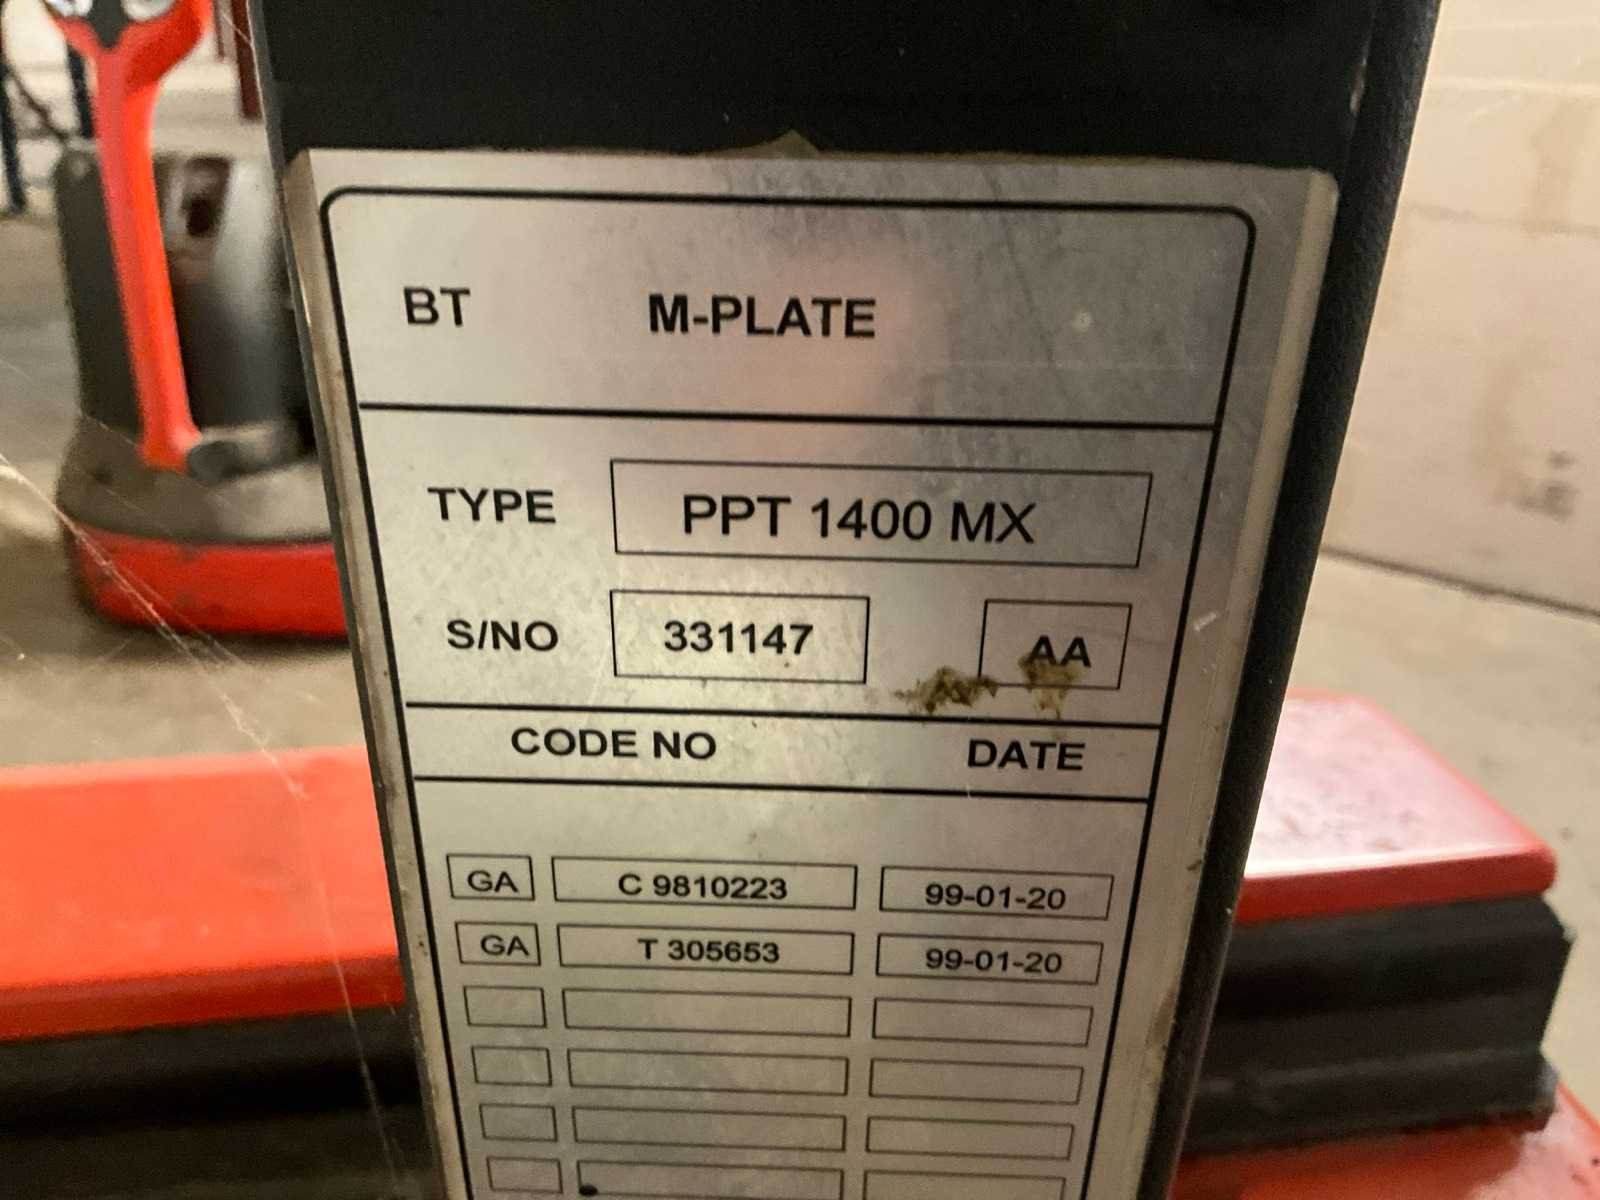 BT M-PLATE
TYPE PPT 1400 MX
S/NO 331147 AA
CODE NO DATE
GA C 9810223 99-01-20
GA T 305653 99-01-20